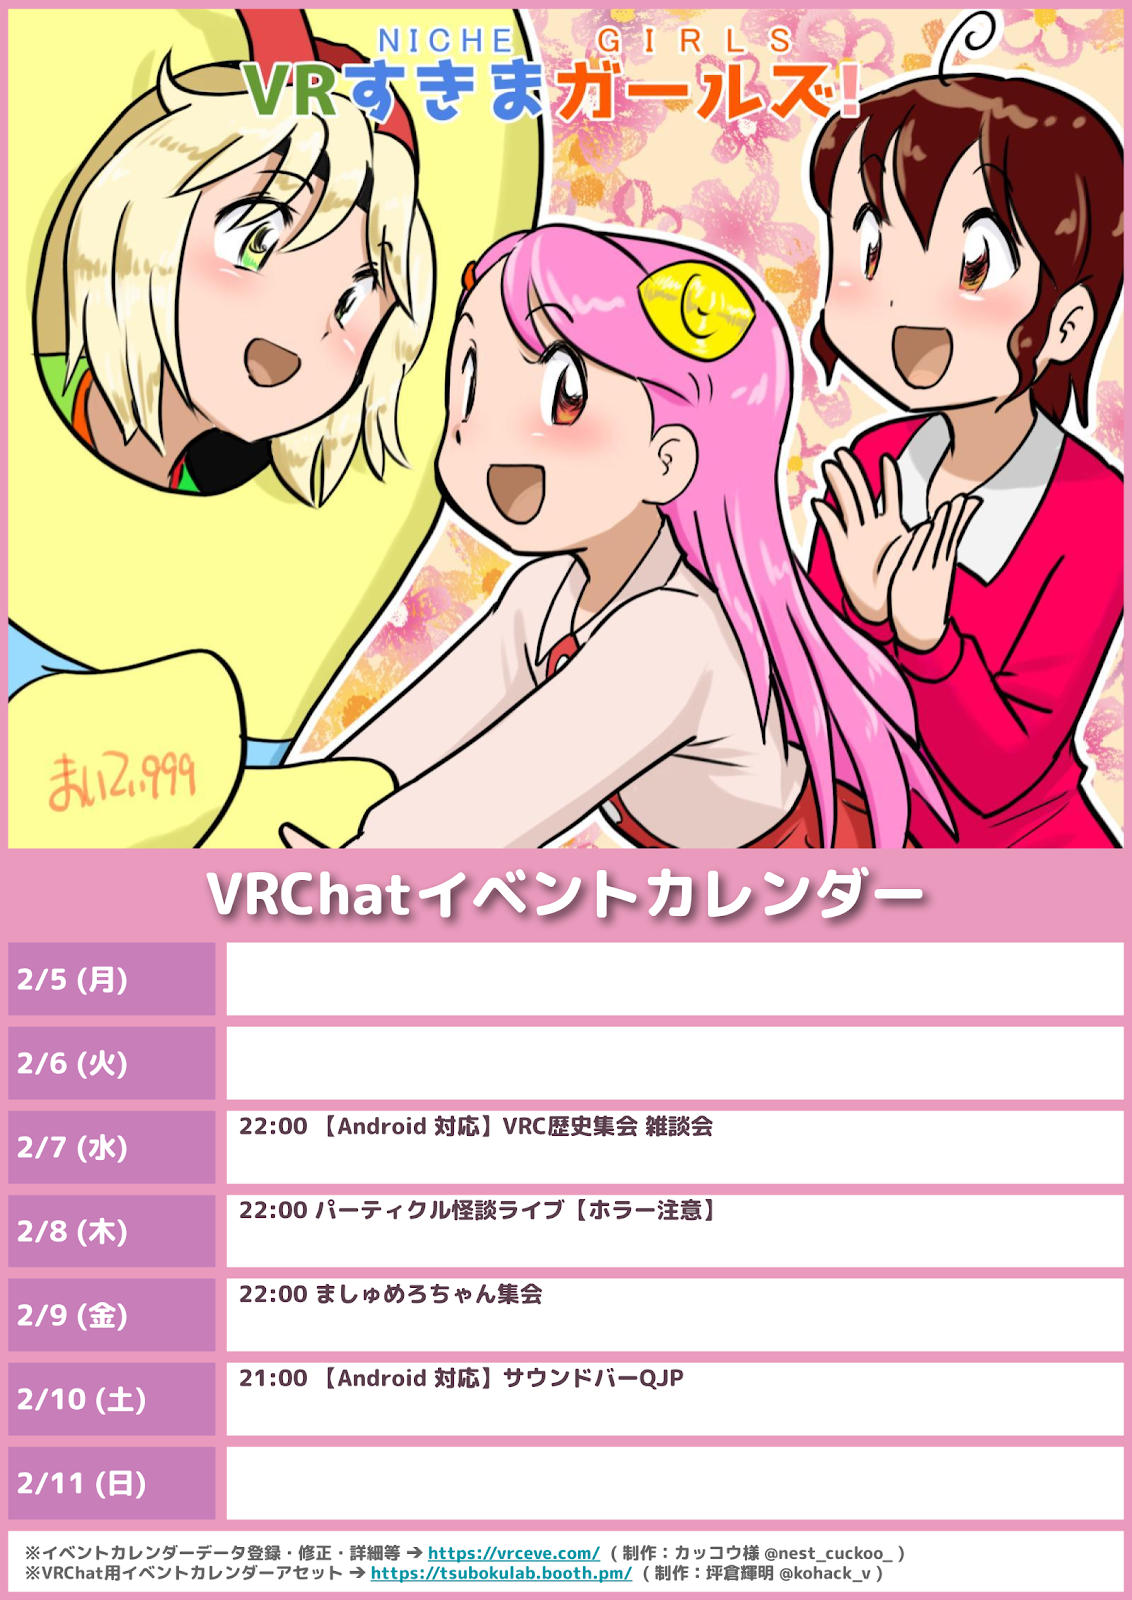 NICHE GIRLS
VRすきまガールズ!
まいてぃ999
VRChatイベントカレンダー
2/5 (月)
2/6 (火)
2/7 (水)
22:00 【Android 対応】VRC歴史集会 雑談会
2/8 (木)
22:00 パーティクル怪談ライブ【ホラー注意】
2/9 (金)
22:00 ましゅめろちゃん集会
2/10 (土)
21:00 【Android 対応】サウンドバーQJP
2/11 (日)
※イベントカレンダーデータ登録・修正・詳細等 ➔ https://vrceve.com/ ( 制作：カッコウ様 @nest_cuckoo_ )
※VRChat用イベントカレンダーアセット ➔ https://tsubokulab.booth.pm/ ( 制作：坪倉輝明 @kohack_v )